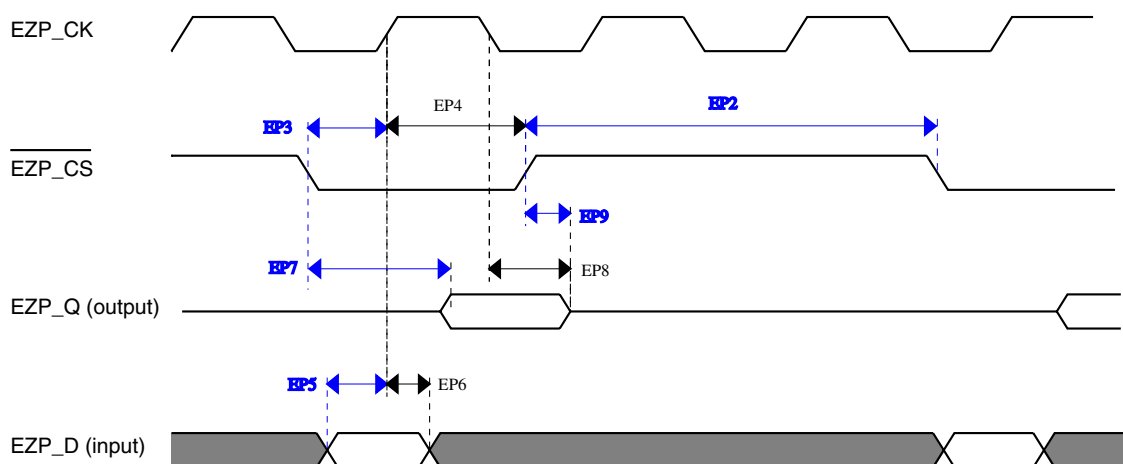 EZP_CK
EP4
EP2
EP3
EZP_CS
EP9
EP7
EP8
EZP_Q (output)
EP5
EP6
EZP_D (input)